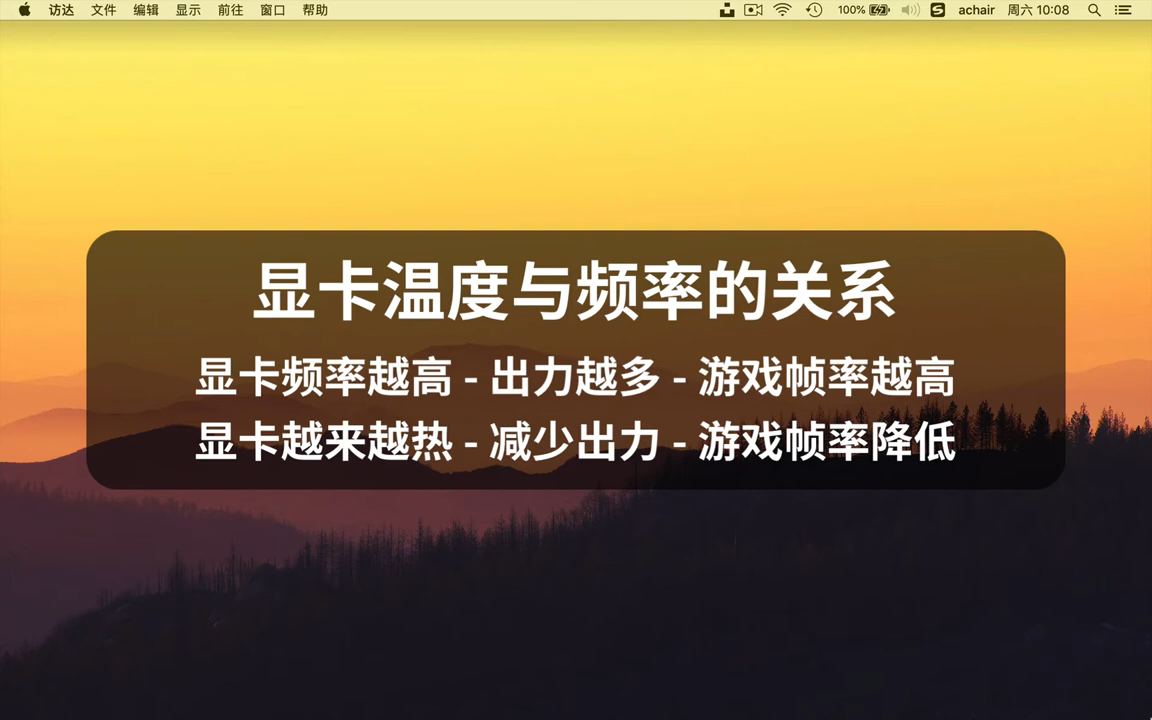 访达 文件 编辑 显示 前往 窗口 帮助 100% achair 周六 10:08
显卡温度与频率的关系
显卡频率越高 - 出力越多 - 游戏帧率越高
显卡越来越热 - 减少出力 - 游戏帧率降低